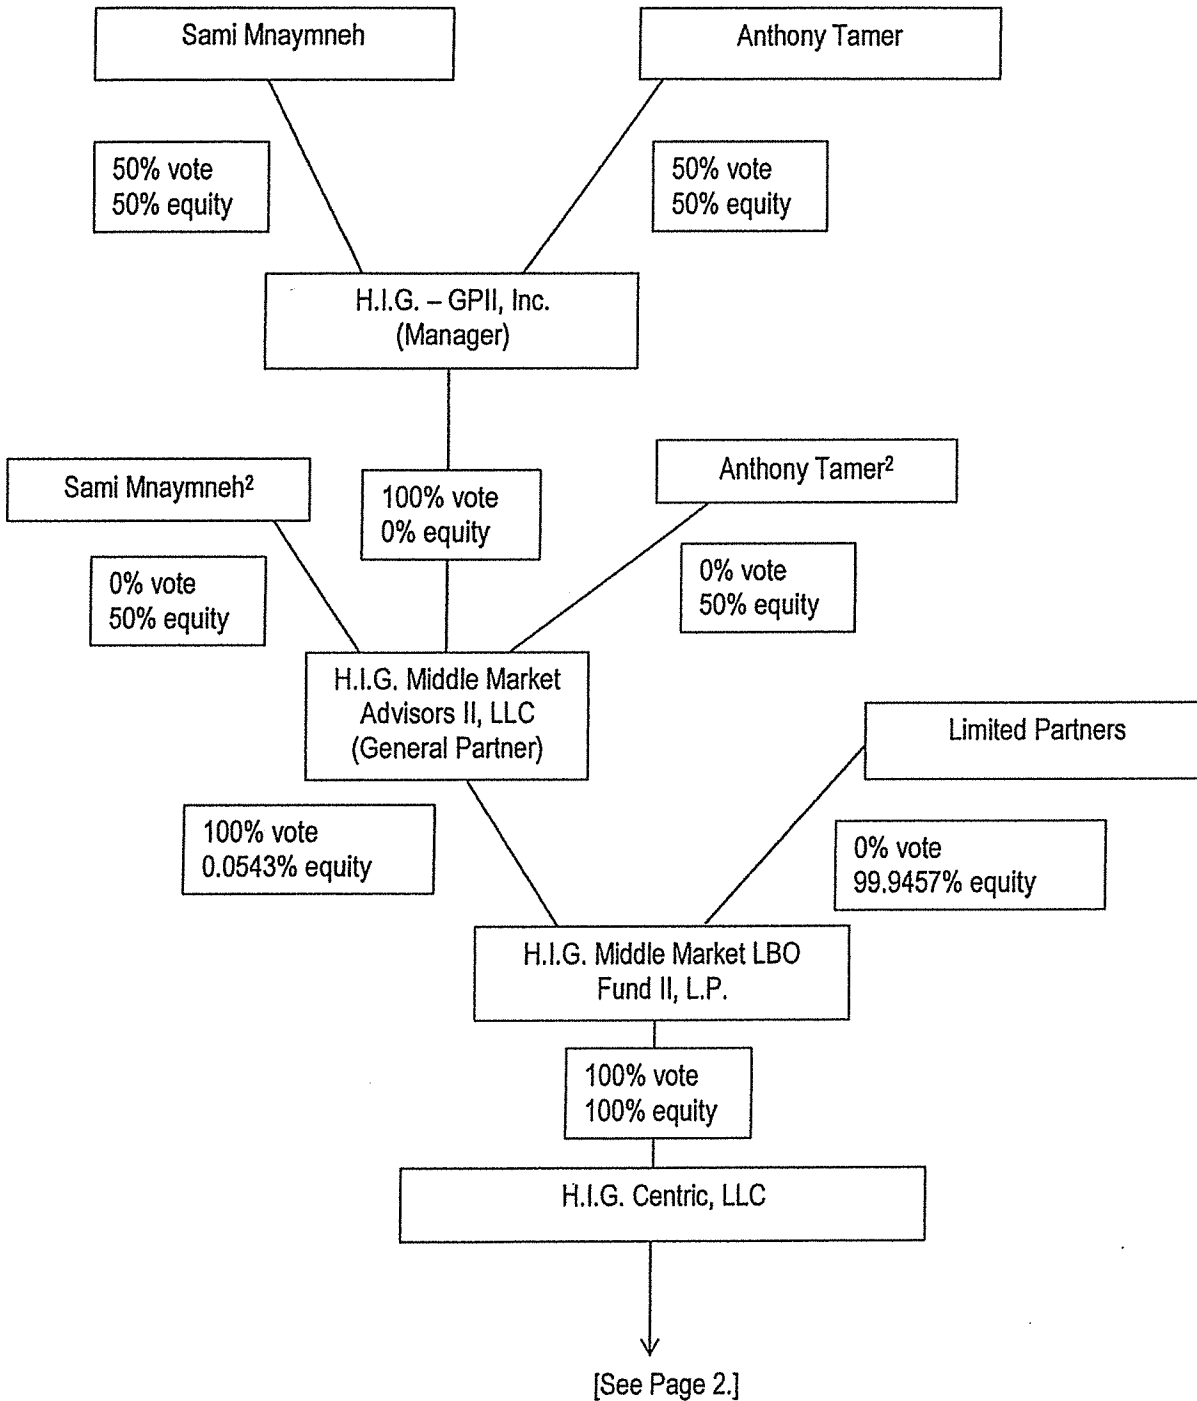 Sami Mnaymneh
Anthony Tamer
50% vote
50% equity
50% vote
50% equity
H.I.G. – GPII, Inc.
(Manager)
Sami Mnaymneh²
Anthony Tamer²
100% vote
0% equity
0% vote
50% equity
0% vote
50% equity
H.I.G. Middle Market
Advisors II, LLC
(General Partner)
Limited Partners
100% vote
0.0543% equity
0% vote
99.9457% equity
H.I.G. Middle Market LBO
Fund II, L.P.
100% vote
100% equity
H.I.G. Centric, LLC
[See Page 2.]